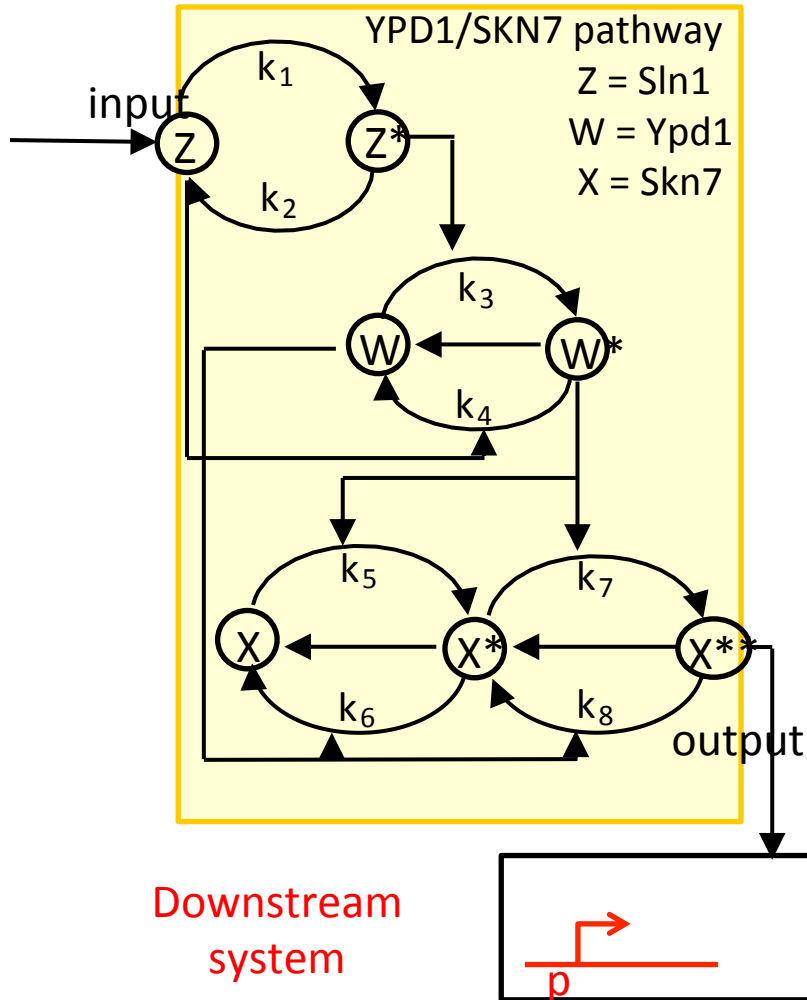 YPD1/SKN7 pathway
Z = Sln1
W = Ypd1
X = Skn7
input
k1
Z
Z*
k2
k3
W
W*
k4
k5
k7
X
X*
X**
k6
k8
output
Downstream
system
p